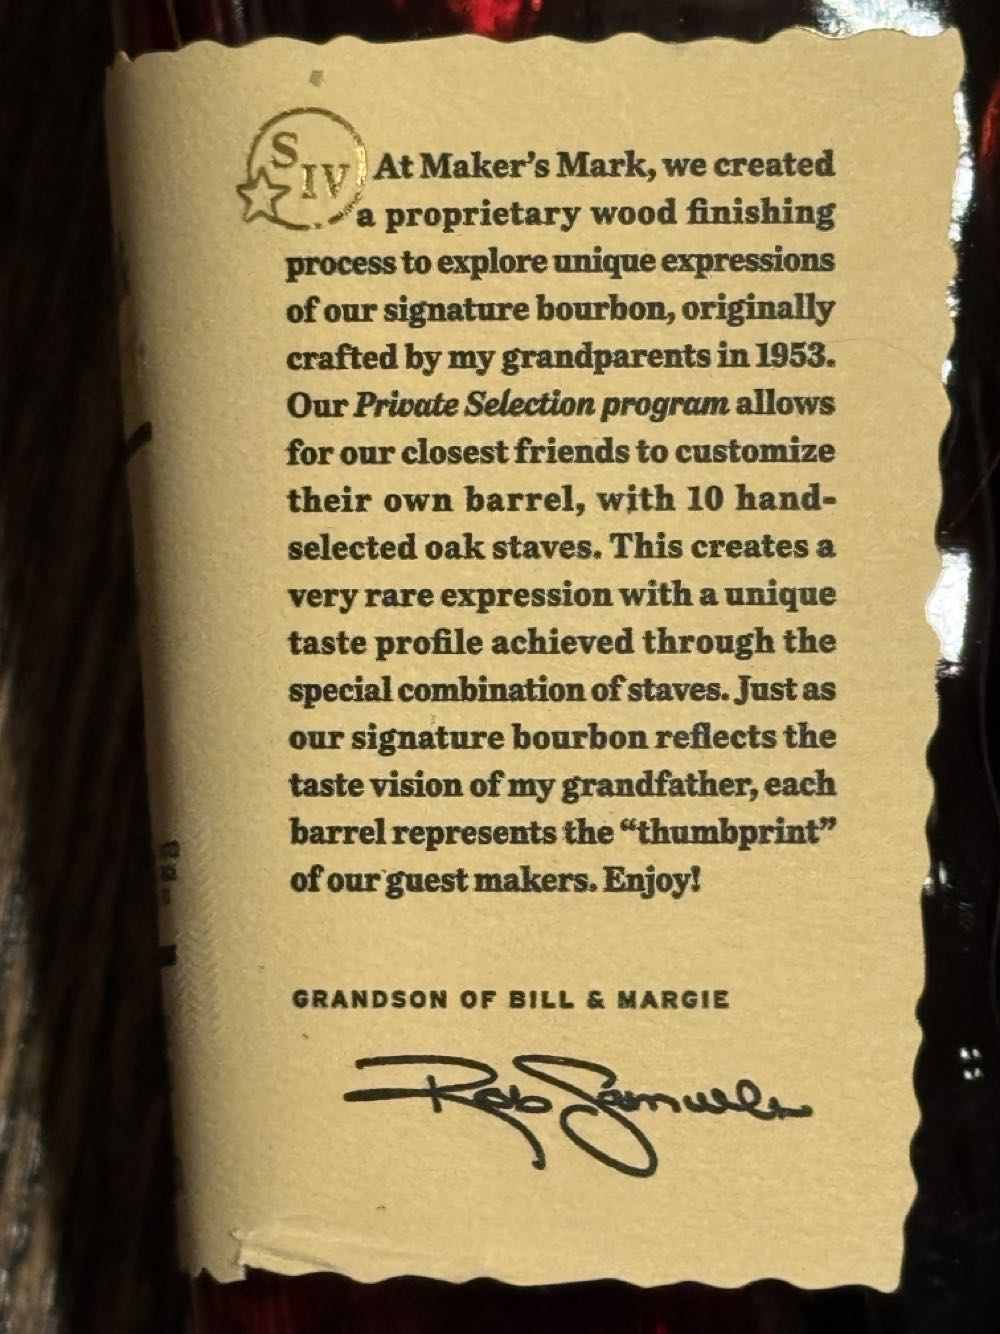 S IV
At Maker's Mark, we created
a proprietary wood finishing
process to explore unique expressions
of our signature bourbon, originally
crafted by my grandparents in 1953.
Our Private Selection program allows
for our closest friends to customize
their own barrel, with 10 hand-
selected oak staves. This creates a
very rare expression with a unique
taste profile achieved through the
special combination of staves. Just as
our signature bourbon reflects the
taste vision of my grandfather, each
barrel represents the “thumbprint”
of our guest makers. Enjoy!
GRANDSON OF BILL & MARGIE
Rob Samuels